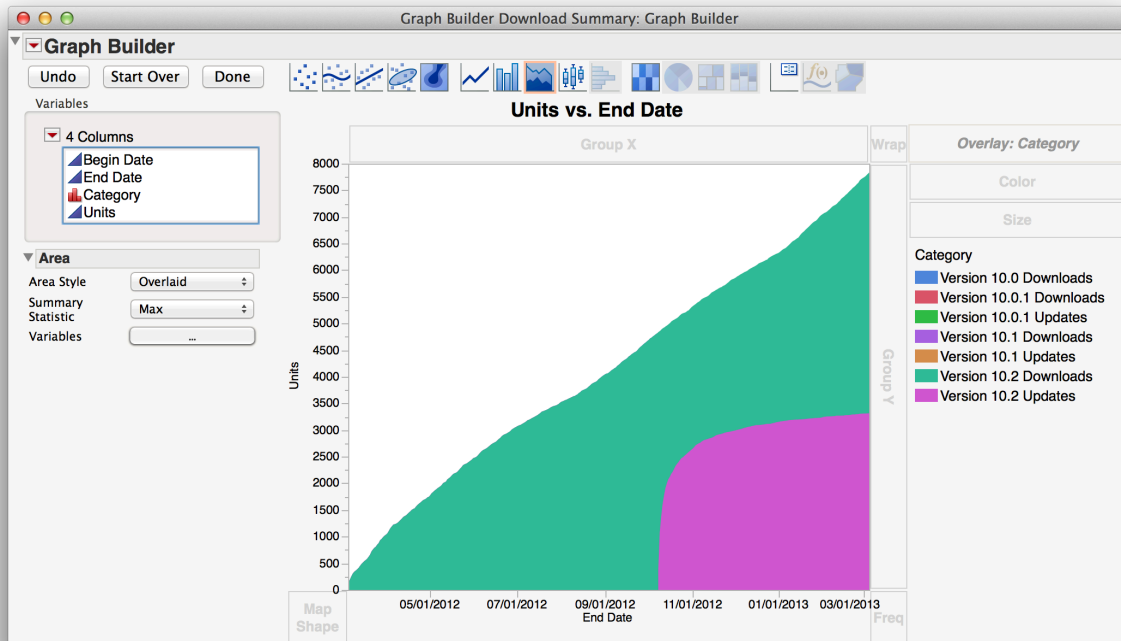 Graph Builder Download Summary: Graph Builder
Graph Builder
Undo
Start Over
Done
Variables
4 Columns
Begin Date
End Date
Category
Units
Area
Area Style
Overlaid
Summary
Statistic
Max
Variables
...
Units vs. End Date
Group X
Wrap
Overlay: Category
Color
Size
8000
7500
7000
6500
6000
5500
5000
4500
4000
3500
3000
2500
2000
1500
1000
500
0
Units
Group Y
Category
Version 10.0 Downloads
Version 10.0.1 Downloads
Version 10.0.1 Updates
Version 10.1 Downloads
Version 10.1 Updates
Version 10.2 Downloads
Version 10.2 Updates
05/01/2012 07/01/2012 09/01/2012 11/01/2012 01/01/2013 03/01/2013
End Date
Map
Shape
Freq